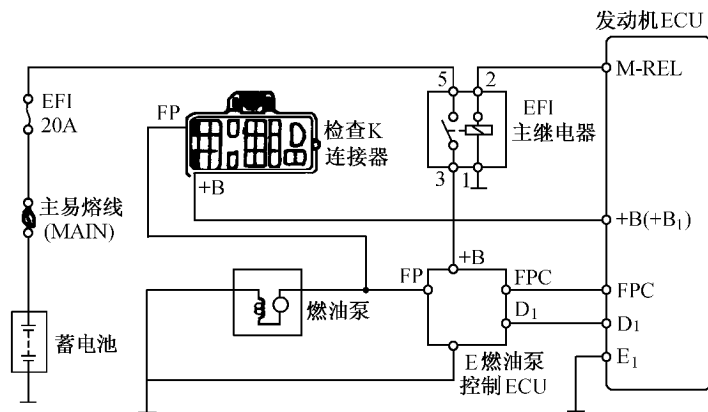 发动机ECU
5
2
M-REL
EFI
20A
FP
EFI
主继电器
检查K
连接器
3
1
+B
主易熔线
(MAIN)
+B(+B₁)
+B
FP
FPC
FPC
燃油泵
D₁
D₁
蓄电池
E 燃油泵
控制ECU
E₁